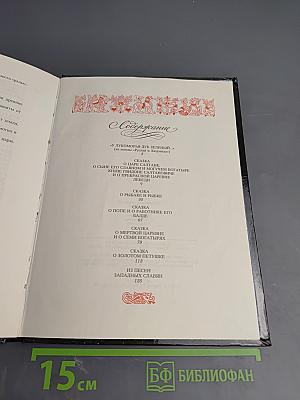 Содержание
«У ЛУКОМОРЬЯ ДУБ ЗЕЛЕНЫЙ...»
(из поэмы «Руслан и Людмила»)
СКАЗКА
О ЦАРЕ САЛТАНЕ,
О СЫНЕ ЕГО СЛАВНОМ И МОГУЧЕМ БОГАТЫРЕ
КНЯЗЕ ГВИДОНЕ САЛТАНОВИЧЕ
И О ПРЕКРАСНОЙ ЦАРЕВНЕ
ЛЕБЕДИ
СКАЗКА
О РЫБАКЕ И РЫБКЕ
СКАЗКА
О ПОПЕ И О РАБОТНИКЕ ЕГО
БАЛДЕ
СКАЗКА
О МЕРТВОЙ ЦАРЕВНЕ
И О СЕМИ БОГАТЫРЯХ
СКАЗКА
О ЗОЛОТОМ ПЕТУШКЕ
ИЗ ПЕСЕН
ЗАПАДНЫХ СЛАВЯН
15 см
БФ БИБЛИОФАН